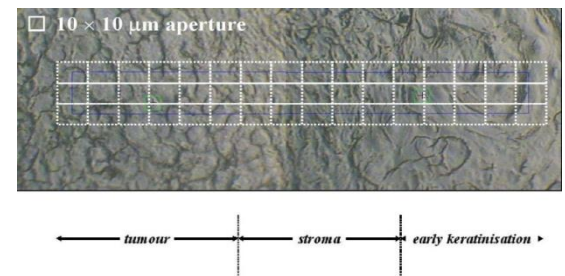 10 × 10 μm aperture
tumour stroma early keratinisation